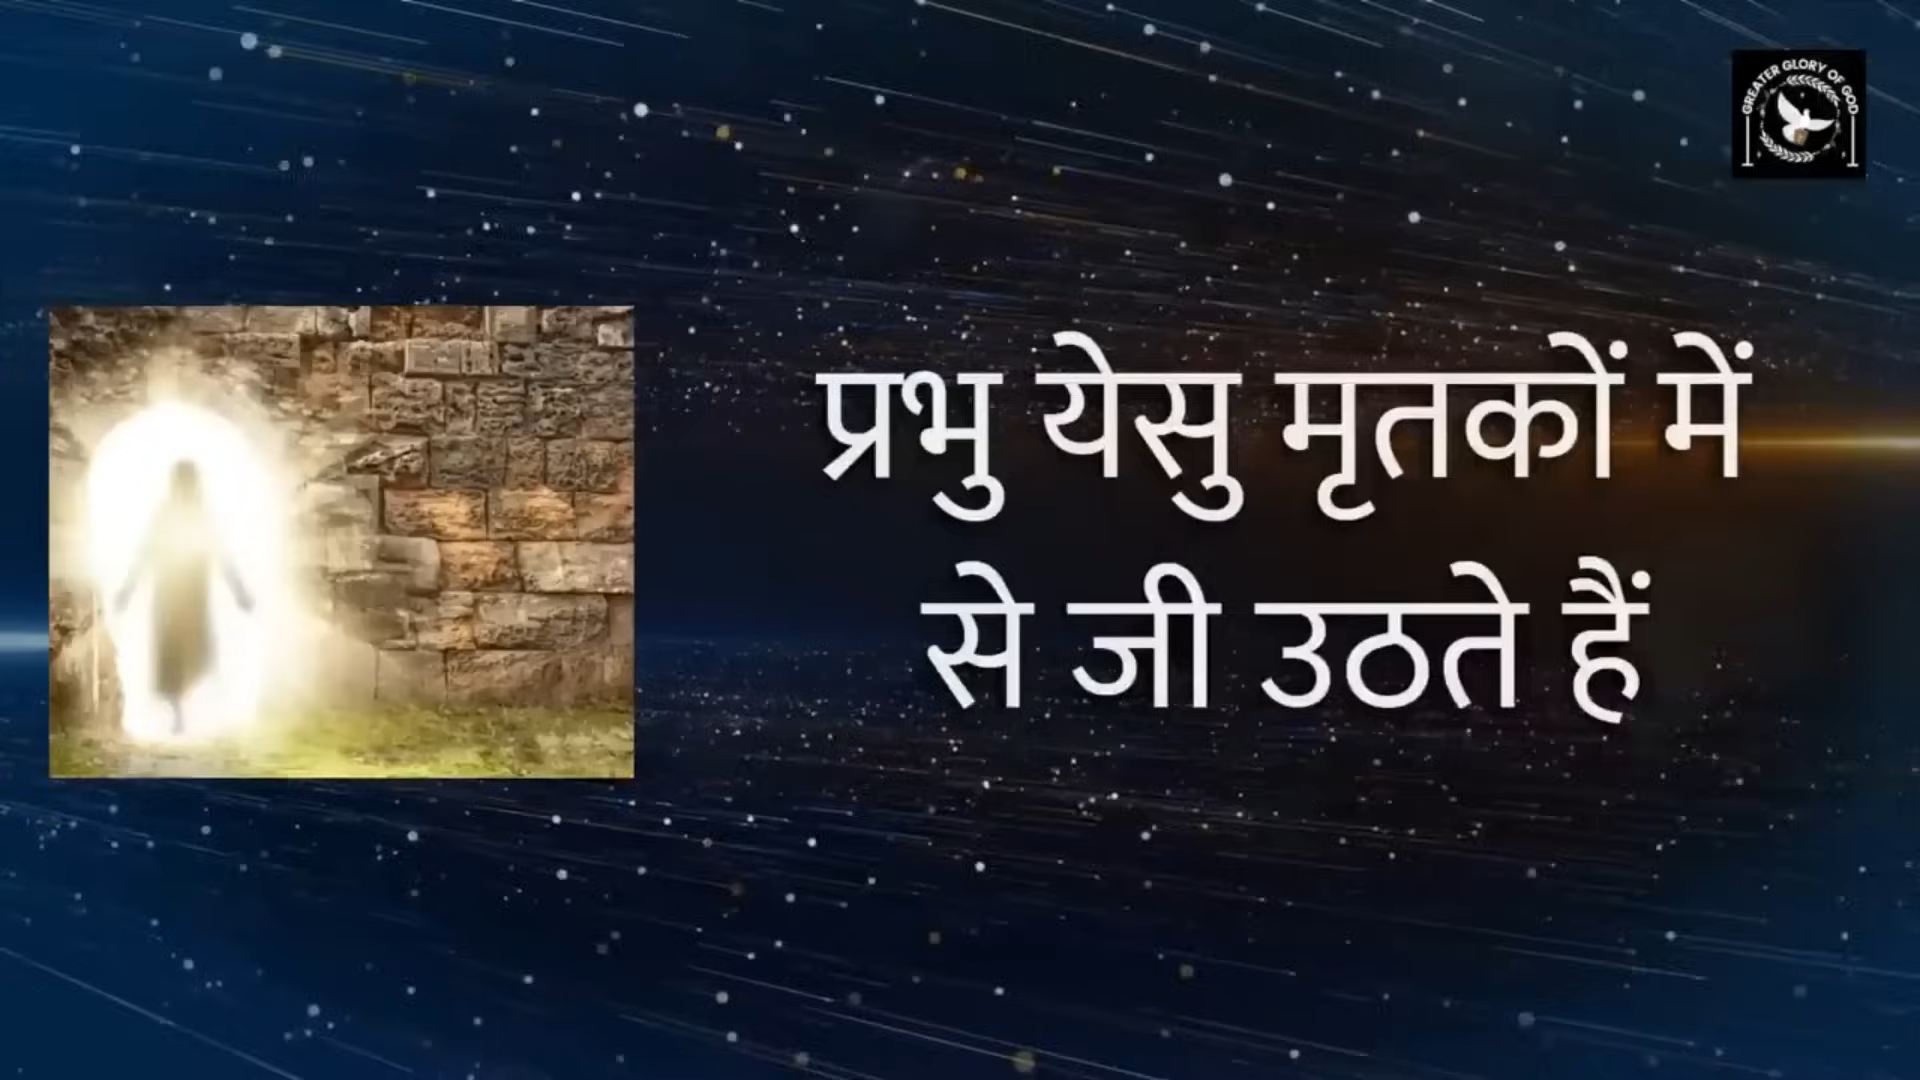 GREATER GLORY OF GOD
प्रभु येसु मृतकों में
से जी उठते हैं